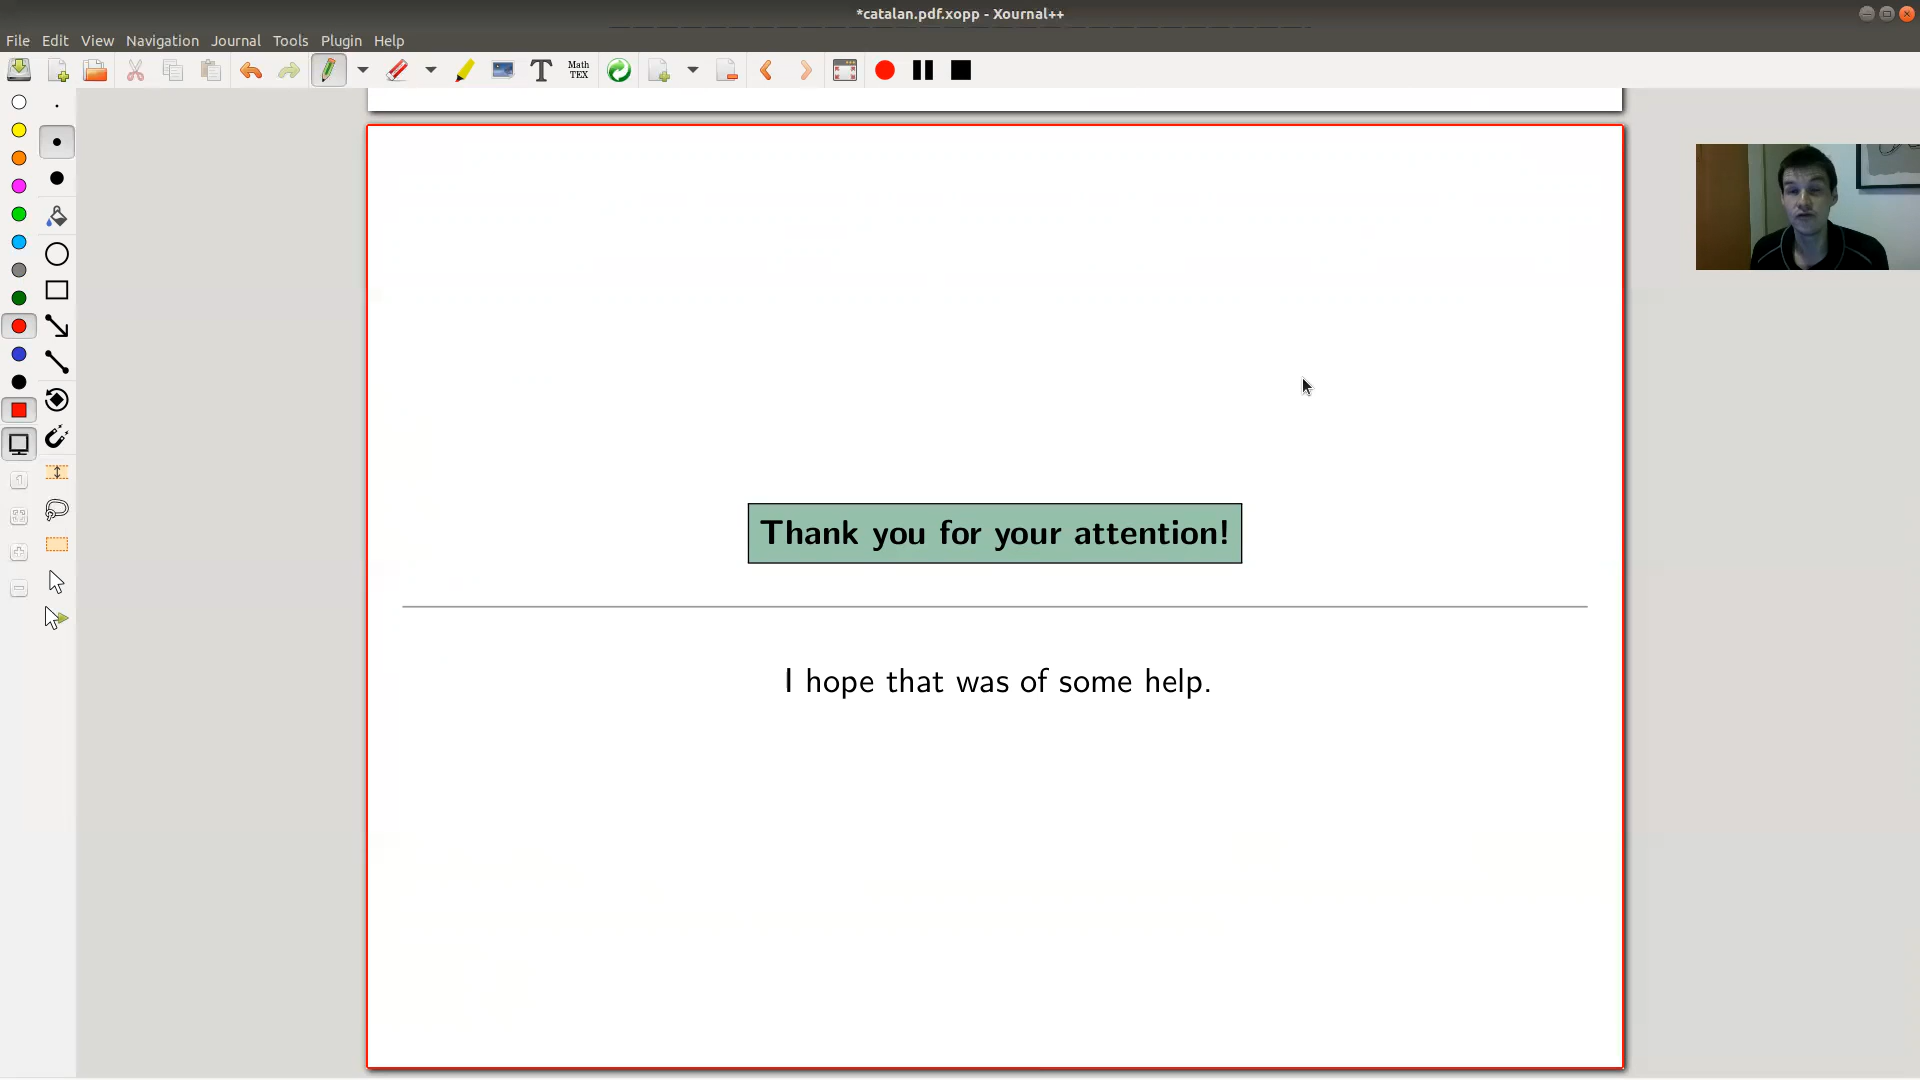 *catalan.pdf.xopp - Xournal++
File Edit View Navigation Journal Tools Plugin Help
Math
TEX
T
Thank you for your attention!
I hope that was of some help.